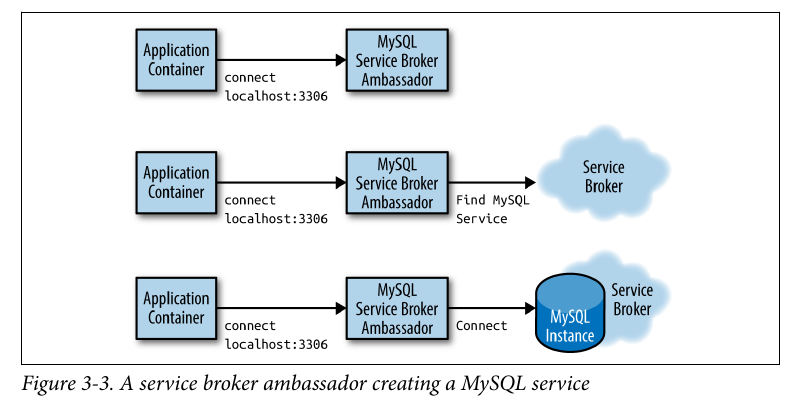 Application
Container
connect
localhost:3306
MySQL
Service Broker
Ambassador
Application
Container
connect
localhost:3306
MySQL
Service Broker
Ambassador
Find MySQL
Service
Service
Broker
Application
Container
connect
localhost:3306
MySQL
Service Broker
Ambassador
Connect
MySQL
Instance
Service
Broker
Figure 3-3. A service broker ambassador creating a MySQL service